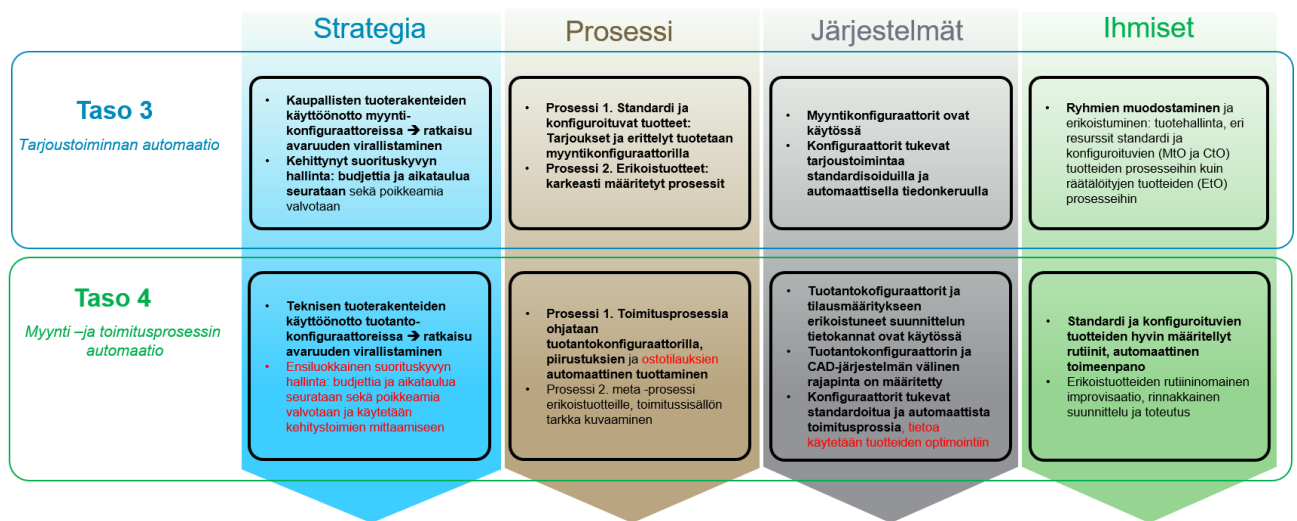 Strategia
Prosessi
Järjestelmät
Ihmiset
Taso 3
Tarjoustoiminnan automaatio
• Kaupallisten tuoterakenteiden
käyttöönotto myynti-
konfiguraattoreissa → ratkaisu
avaruuden virallistaminen
• Kehittynyt suorituskyvyn
hallinta: budjettia ja aikataulua
seurataan sekä poikkeamia
valvotaan
• Prosessi 1. Standardi ja
konfiguroituvat tuotteet:
Tarjoukset ja erittelyt tuotetaan
myyntikonfiguraattorilla
• Prosessi 2. Erikoistuotteet:
karkeasti määritetyt prosessit
• Myyntikonfiguraattorit ovat
käytössä
• Konfiguraattorit tukevat
tarjoustoimintaa
standardisoiduilla ja
automaattisella tiedonkeruulla
• Ryhmien muodostaminen ja
erikoistuminen: tuotehallinta, eri
resurssit standardi ja
konfiguroituvien (MtO ja CtO)
tuotteiden prosesseihin kuin
räätälöityjen tuotteiden (EtO)
prosesseihin
Taso 4
Myynti –ja toimitusprosessin
automaatio
• Teknisen tuoterakenteiden
käyttöönotto tuotanto-
konfiguraattoreissa → ratkaisu
avaruuden virallistaminen
• Ensiluokkainen suorituskyvyn
hallinta: budjettia ja aikataulua
seurataan sekä poikkeamia
valvotaan ja käytetään
kehitystoimien mittaamiseen
• Prosessi 1. Toimitusprosessia
ohjataan
tuotantokonfiguraattorilla,
piirustuksien ja ostotilauksien
automaattinen tuottaminen
• Prosessi 2. meta -prosessi
erikoistuotteille, toimitussisällön
tarkka kuvaaminen
• Tuotantokofiguraattorit ja
tilausmääritykseen
erikoistuneet suunnittelun
tietokannat ovat käytössä
• Tuotantokonfiguraattorin ja
CAD-järjestelmän välinen
rajapinta on määritetty
• Konfiguraattorit tukevat
standardoitua ja automaattista
toimitusprossia, tietoa
käytetään tuotteiden optimointiin
• Standardi ja konfiguroituvien
tuotteiden hyvin määritellyt
rutiinit, automaattinen
toimeenpano
• Erikoistuotteiden rutiininomainen
improvisaatio, rinnakkainen
suunnittelu ja toteutus